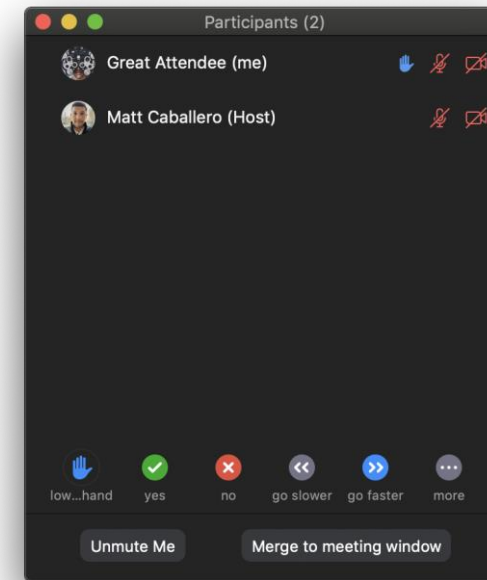 Participants (2)
Great Attendee (me)
Matt Caballero (Host)
low...hand yes no go slower go faster more
Unmute Me Merge to meeting window